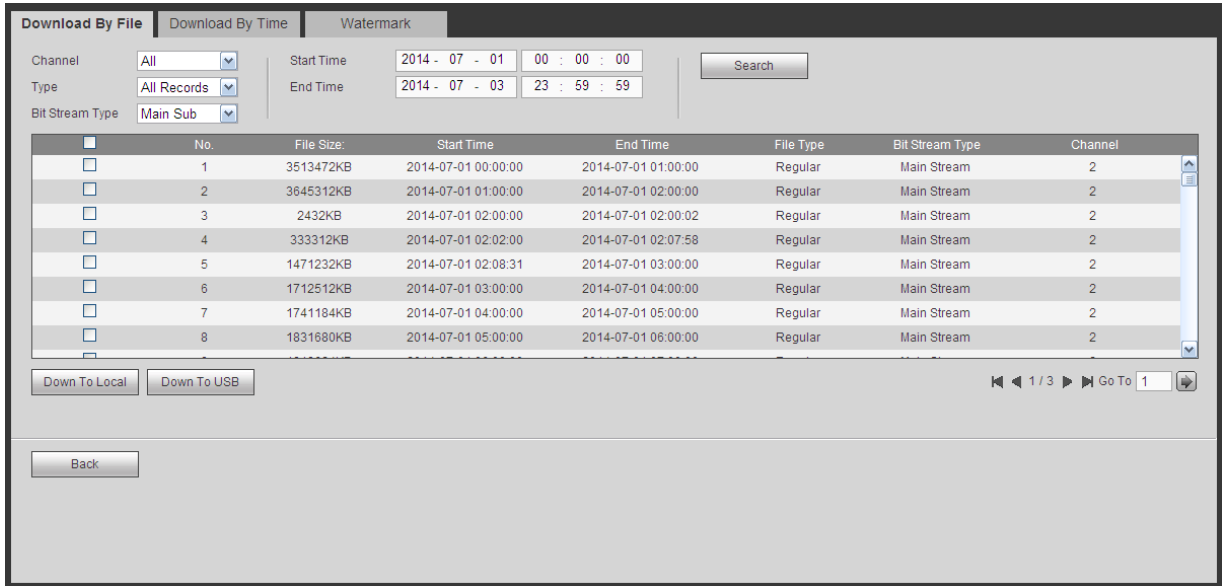 Download By File Download By Time Watermark
Channel All Start Time 2014 - 07 - 01 00 : 00 : 00 Search
Type All Records End Time 2014 - 07 - 03 23 : 59 : 59
Bit Stream Type Main Sub
No. File Size: Start Time End Time File Type Bit Stream Type Channel
1 3513472KB 2014-07-01 00:00:00 2014-07-01 01:00:00 Regular Main Stream 2
2 3645312KB 2014-07-01 01:00:00 2014-07-01 02:00:00 Regular Main Stream 2
3 2432KB 2014-07-01 02:00:00 2014-07-01 02:00:02 Regular Main Stream 2
4 333312KB 2014-07-01 02:02:00 2014-07-01 02:07:58 Regular Main Stream 2
5 1471232KB 2014-07-01 02:08:31 2014-07-01 03:00:00 Regular Main Stream 2
6 1712512KB 2014-07-01 03:00:00 2014-07-01 04:00:00 Regular Main Stream 2
7 1741184KB 2014-07-01 04:00:00 2014-07-01 05:00:00 Regular Main Stream 2
8 1831680KB 2014-07-01 05:00:00 2014-07-01 06:00:00 Regular Main Stream 2
Down To Local Down To USB 1 / 3 Go To 1
Back